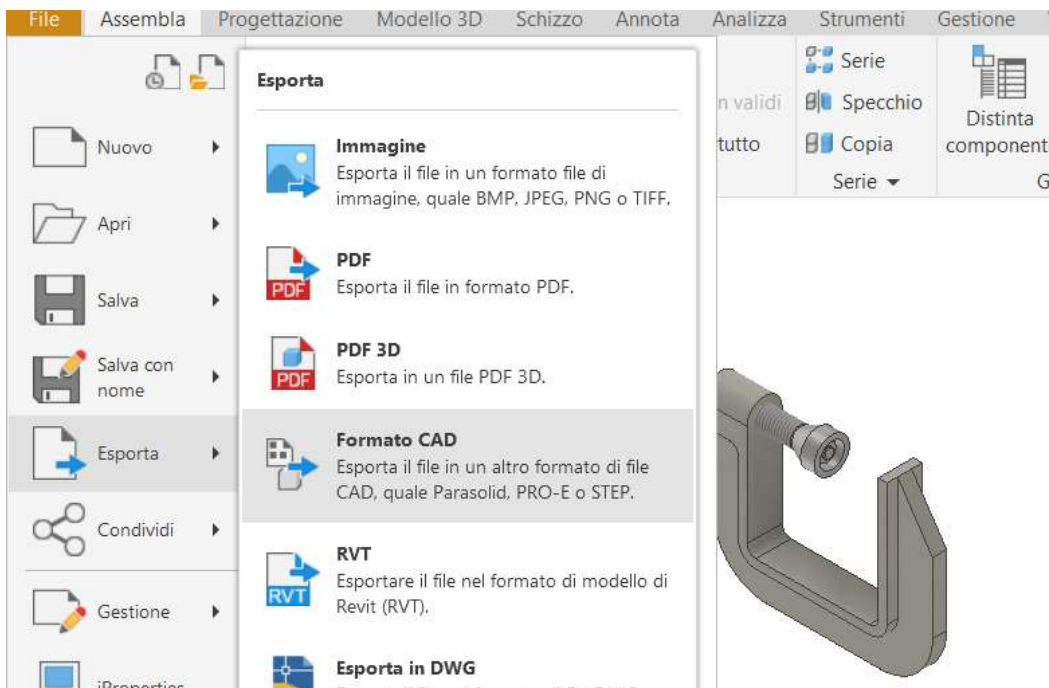 File Assembla Progettazione Modello 3D Schizzo Annota Analizza Strumenti Gestione
Nuovo
Apri
Salva
Salva con
nome
Esporta
Condividi
Gestione
iProperties
Esporta
Immagine
Esporta il file in un formato file di
immagine, quale BMP, JPEG, PNG o TIFF.
PDF
PDF
Esporta il file in formato PDF.
PDF
PDF 3D
Esporta in un file PDF 3D.
Formato CAD
Esporta il file in un altro formato di file
CAD, quale Parasolid, PRO-E o STEP.
RVT
RVT
Esportare il file nel formato di modello di
Revit (RVT).
Esporta in DWG
n validi
tutto
Serie
Specchio
Copia
Serie
Distinta
component
G